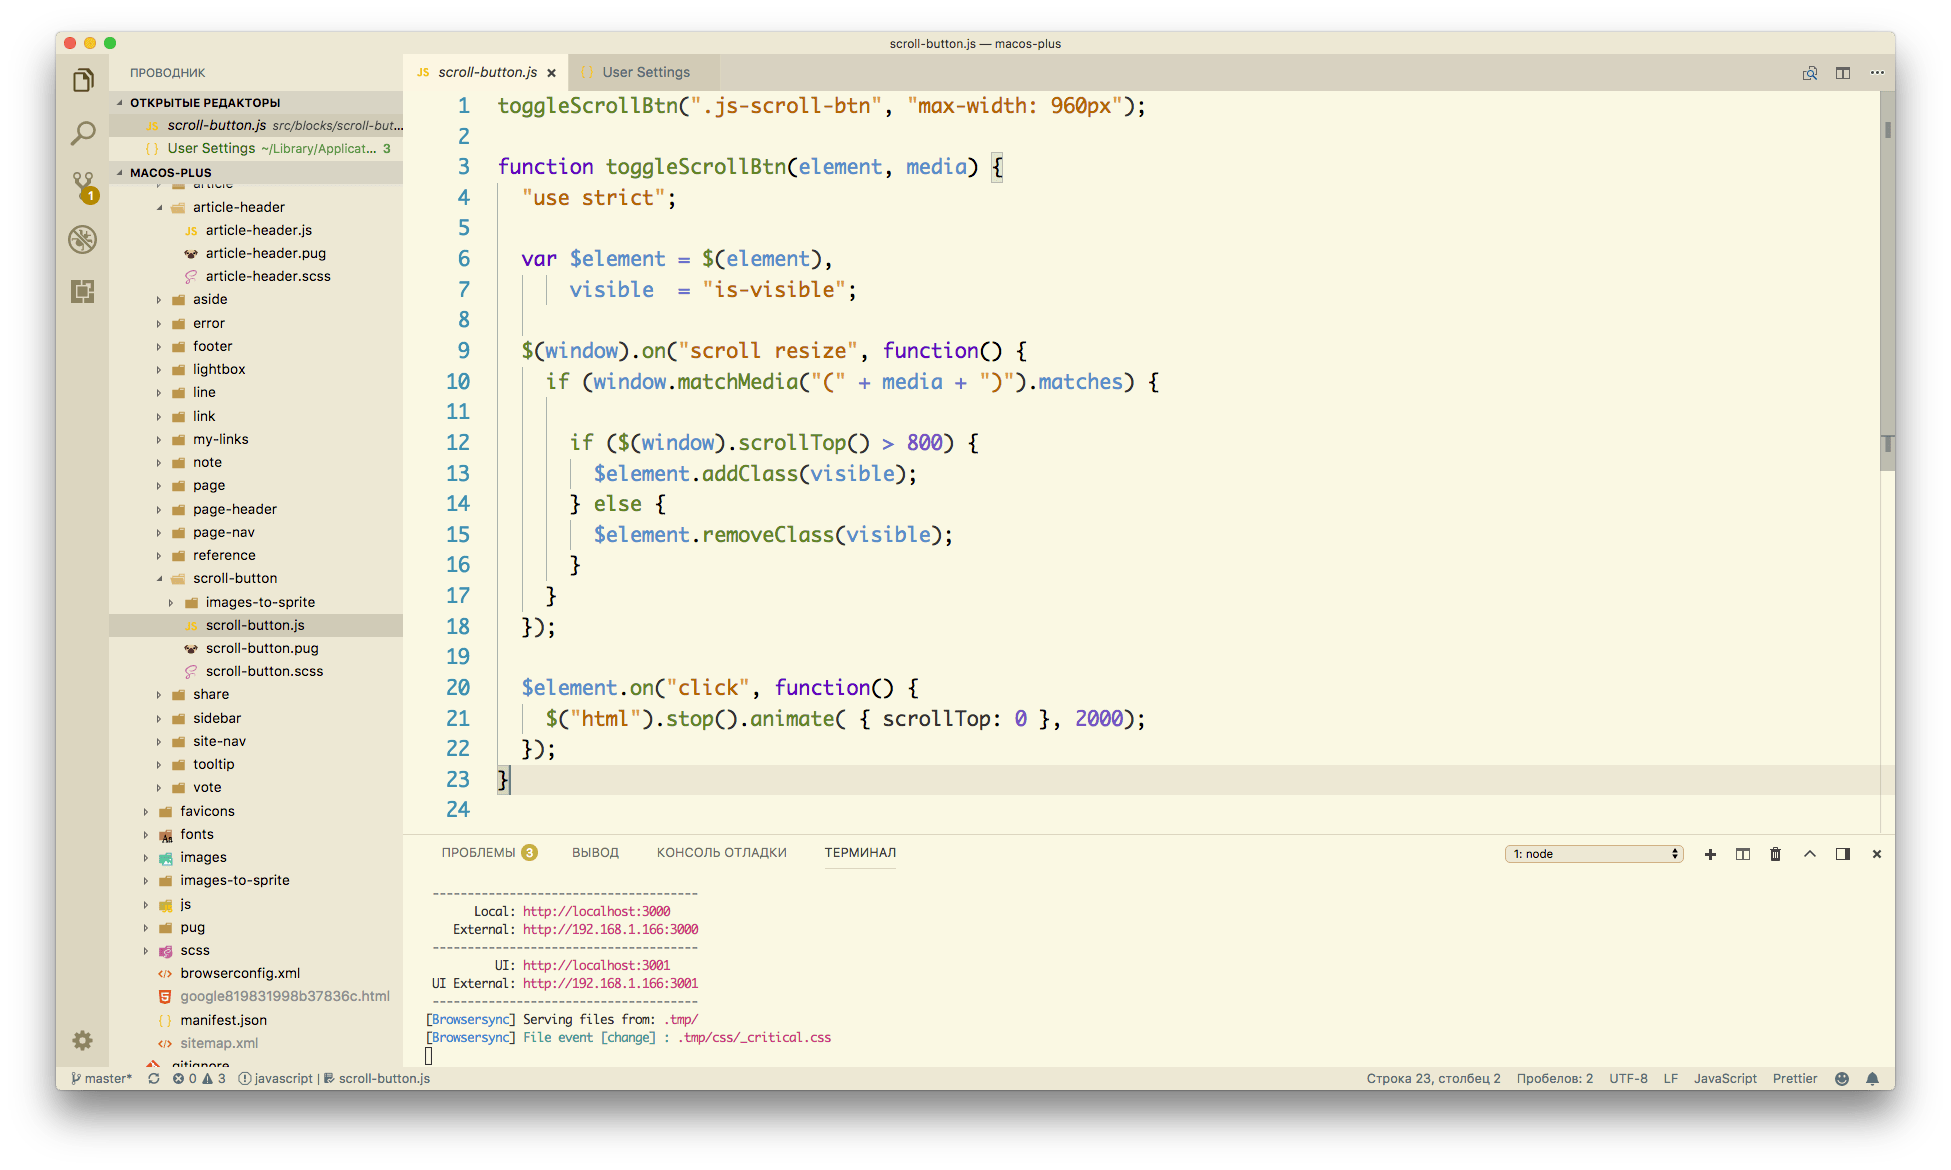 scroll-button.js — macos-plus
ПРОВОДНИК
ОТКРЫТЫЕ РЕДАКТОРЫ
JS scroll-button.js src/blocks/scroll-but...
{ } User Settings ~/Library/Applicat... 3
MACOS-PLUS
article
article-header
JS article-header.js
article-header.pug
article-header.scss
aside
error
footer
lightbox
line
link
my-links
note
page
page-header
page-nav
reference
scroll-button
images-to-sprite
JS scroll-button.js
scroll-button.pug
scroll-button.scss
share
sidebar
site-nav
tooltip
vote
favicons
fonts
images
images-to-sprite
js
pug
scss
browserconfig.xml
google819831998b37836c.html
{ } manifest.json
sitemap.xml
.gitignore
1
JS scroll-button.js × { } User Settings
1 toggleScrollBtn(".js-scroll-btn", "max-width: 960px");
2
3 function toggleScrollBtn(element, media) {
4 "use strict";
5
6 var $element = $(element),
7 visible = "is-visible";
8
9 $(window).on("scroll resize", function() {
10 if (window.matchMedia("(" + media + ")").matches) {
11
12 if ($(window).scrollTop() > 800) {
13 $element.addClass(visible);
14 } else {
15 $element.removeClass(visible);
16 }
17 }
18 });
19
20 $element.on("click", function() {
21 $("html").stop().animate( { scrollTop: 0 }, 2000);
22 });
23 }
24
ПРОБЛЕМЫ 3 ВЫВОД КОНСОЛЬ ОТЛАДКИ ТЕРМИНАЛ 1: node
--------------------------------------
Local: http://localhost:3000
External: http://192.168.1.166:3000
--------------------------------------
UI: http://localhost:3001
UI External: http://192.168.1.166:3001
--------------------------------------
[Browsersync] Serving files from: .tmp/
[Browsersync] File event [change] : .tmp/css/_critical.css
master* 0 3 javascript | scroll-button.js Строка 23, столбец 2 Пробелов: 2 UTF-8 LF JavaScript Prettier